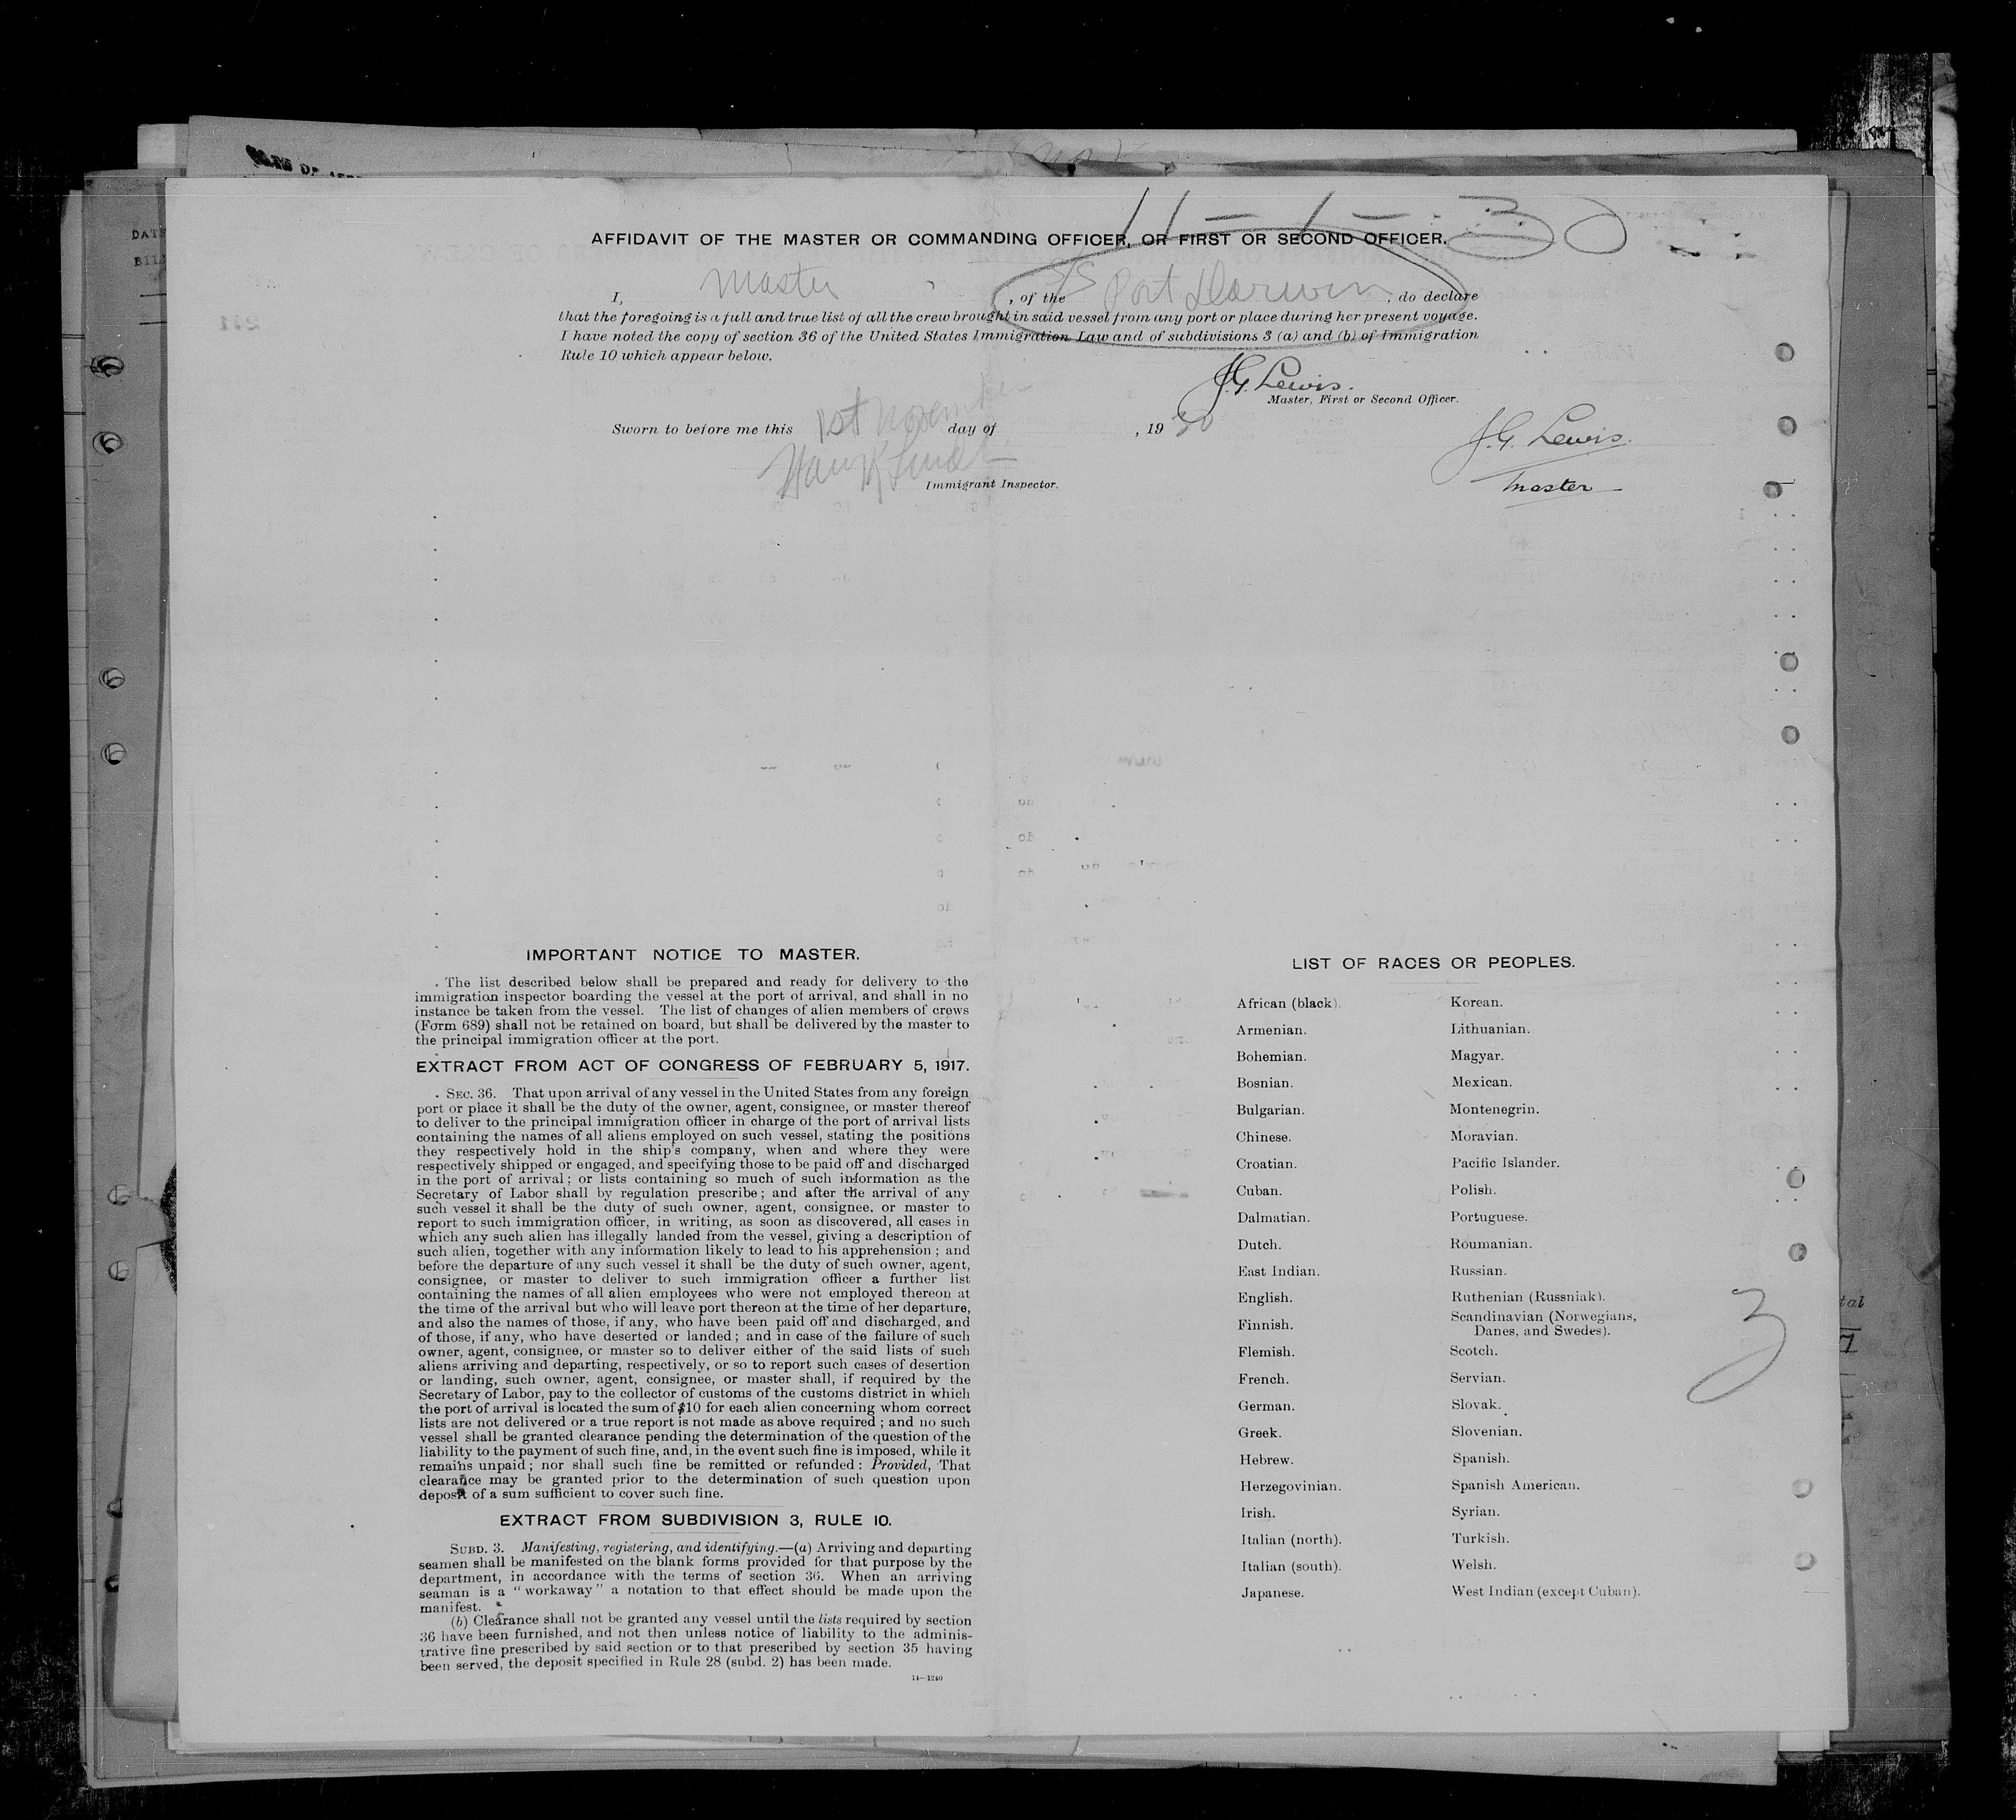 11-1-30
AFFIDAVIT OF THE MASTER OR COMMANDING OFFICER, OR FIRST OR SECOND OFFICER.
I, Master, of the S/S Port Darwin, do declare
that the foregoing is a full and true list of all the crew brought in said vessel from any port or place during her present voyage.
I have noted the copy of section 36 of the United States Immigration Law and of subdivisions 3 (a) and (b) of Immigration
Rule 10 which appear below.
J.G. Lewis.
Master, First or Second Officer.
Sworn to before me this 1st November day of , 1930
J.G. Lewis.
Immigrant Inspector.
Master
IMPORTANT NOTICE TO MASTER.
The list described below shall be prepared and ready for delivery to the
immigration inspector boarding the vessel at the port of arrival, and shall in no
instance be taken from the vessel. The list of changes of alien members of crews
(Form 689) shall not be retained on board, but shall be delivered by the master to
the principal immigration officer at the port.
EXTRACT FROM ACT OF CONGRESS OF FEBRUARY 5, 1917.
SEC. 36. That upon arrival of any vessel in the United States from any foreign
port or place it shall be the duty of the owner, agent, consignee, or master thereof
to deliver to the principal immigration officer in charge of the port of arrival lists
containing the names of all aliens employed on such vessel, stating the positions
they respectively hold in the ship's company, when and where they were
respectively shipped or engaged, and specifying those to be paid off and discharged
in the port of arrival; or lists containing so much of such information as the
Secretary of Labor shall by regulation prescribe; and after the arrival of any
such vessel it shall be the duty of such owner, agent, consignee, or master to
report to such immigration officer, in writing, as soon as discovered, all cases in
which any such alien has illegally landed from the vessel, giving a description of
such alien, together with any information likely to lead to his apprehension; and
before the departure of any such vessel it shall be the duty of such owner, agent,
consignee, or master to deliver to such immigration officer a further list
containing the names of all alien employees who were not employed thereon at
the time of the arrival but who will leave port thereon at the time of her departure,
and also the names of those, if any, who have been paid off and discharged, and
of those, if any, who have deserted or landed; and in case of the failure of such
owner, agent, consignee, or master so to deliver either of the said lists of such
aliens arriving and departing, respectively, or so to report such cases of desertion
or landing, such owner, agent, consignee, or master shall, if required by the
Secretary of Labor, pay to the collector of customs of the customs district in which
the port of arrival is located the sum of $10 for each alien concerning whom correct
lists are not delivered or a true report is not made as above required; and no such
vessel shall be granted clearance pending the determination of the question of the
liability to the payment of such fine, and, in the event such fine is imposed, while it
remains unpaid; nor shall such fine be remitted or refunded: Provided, That
clearance may be granted prior to the determination of such question upon
deposit of a sum sufficient to cover such fine.
EXTRACT FROM SUBDIVISION 3, RULE 10.
SUBD. 3. Manifesting, registering, and identifying.—(a) Arriving and departing
seamen shall be manifested on the blank forms provided for that purpose by the
department, in accordance with the terms of section 36. When an arriving
seaman is a "workaway" a notation to that effect should be made upon the
manifest.
(b) Clearance shall not be granted any vessel until the lists required by section
36 have been furnished, and not then unless notice of liability to the adminis-
trative fine prescribed by said section or to that prescribed by section 35 having
been served, the deposit specified in Rule 28 (subd. 2) has been made.
14—1240
LIST OF RACES OR PEOPLES.
African (black).
Armenian.
Bohemian.
Bosnian.
Bulgarian.
Chinese.
Croatian.
Cuban.
Dalmatian.
Dutch.
East Indian.
English.
Finnish.
Flemish.
French.
German.
Greek.
Hebrew.
Herzegovinian.
Irish.
Italian (north).
Italian (south).
Japanese.
Korean.
Lithuanian.
Magyar.
Mexican.
Montenegrin.
Moravian.
Pacific Islander.
Polish.
Portuguese.
Roumanian.
Russian.
Ruthenian (Russniak).
Scandinavian (Norwegians,
Danes, and Swedes).
Scotch.
Servian.
Slovak.
Slovenian.
Spanish.
Spanish American.
Syrian.
Turkish.
Welsh.
West Indian (except Cuban).
3